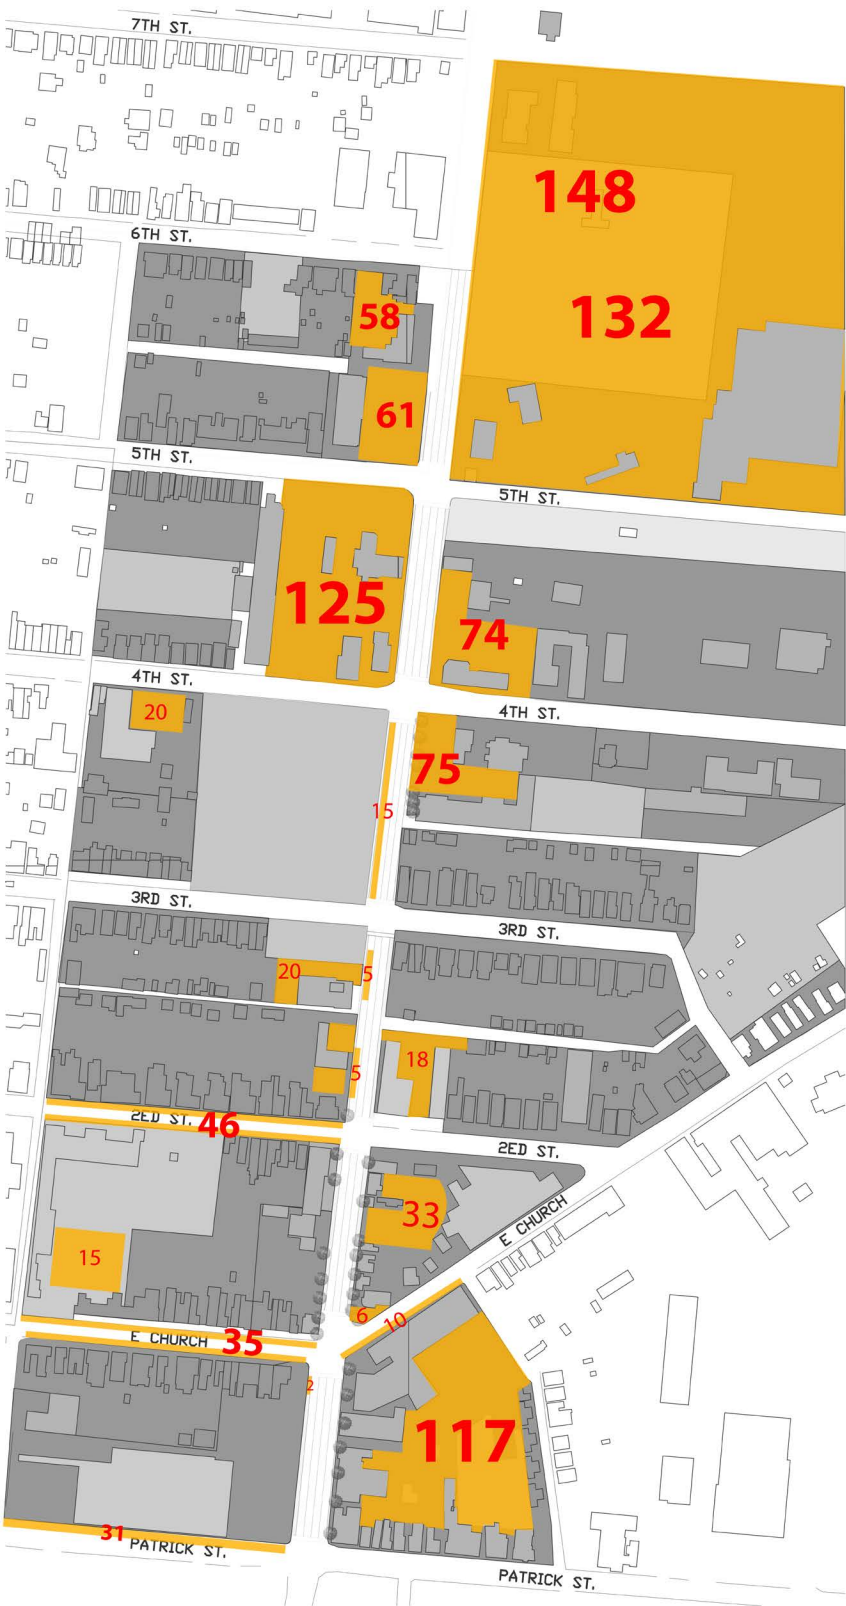 7TH ST.
148
6TH ST.
58
132
61
5TH ST.
5TH ST.
125
74
4TH ST.
20
4TH ST.
75
15
3RD ST.
3RD ST.
20
5
18
5
2ED ST.
46
2ED ST.
33
E CHURCH
15
6
10
E CHURCH
35
2
117
31
PATRICK ST.
PATRICK ST.